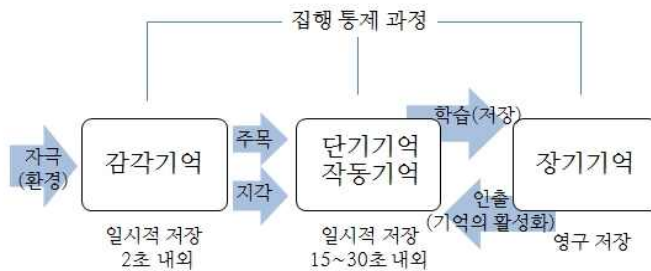 집행 통제 과정
자극
(환경)
감각기억
주목
지각
단기기억
작동기억
학습(저장)
인출
(기억의 활성화)
장기기억
일시적 저장
2초 내외
일시적 저장
15~30초 내외
영구 저장